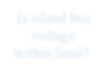 Is island bus
voltage
within limit?